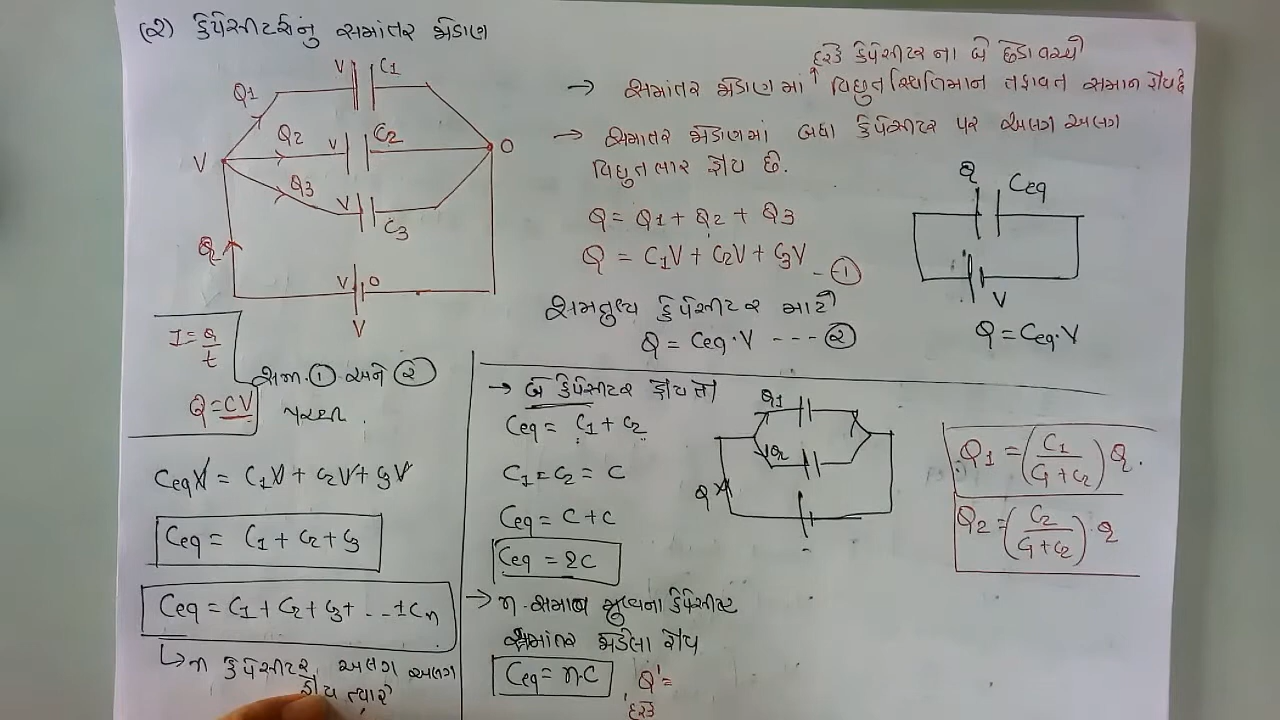 (૨) કેપેસીટર્સનું સમાંતર જોડાણ
V C1
Q1
Q2 V C2
V O
Q3 V C3
Q
V O
V
દરેક કેપેસીટર ના બે છેડા વચ્ચે
→ સમાંતર જોડાણ માં વિદ્યુતસ્થિતિમાન તફાવત સમાન હોય છે
→ સમાંતર જોડાણમાં બધા કેપેસીટર પર અલગ અલગ
વિદ્યુતભાર હોય છે.
Q = Q1 + Q2 + Q3
Q = C1V + C2V + C3V -- ①
સમતુલ્ય કેપેસીટર માટે
Q = Ceq·V --- ②
Q Ceq
V
Q = Ceq·V
I = Q/t
Q = CV
સમી. ① અને ② પરથી
CeqV = C1V + C2V + C3V
Ceq = C1 + C2 + C3
Ceq = C1 + C2 + C3 + --- + Cn
↳ n કેપેસીટર અલગ અલગ
હોય ત્યારે
→ બે કેપેસીટર હોય તો
Ceq = C1 + C2
C1 = C2 = C
Ceq = C + C
Ceq = 2C
→ n સમાન મૂલ્યના કેપેસીટર
સમાંતર જોડેલા હોય
Ceq = n·C
Q' =
દરેક
Q1
Q2
Q
Q1 = (C1/(C1+C2)) Q.
Q2 = (C2/(C1+C2)) Q